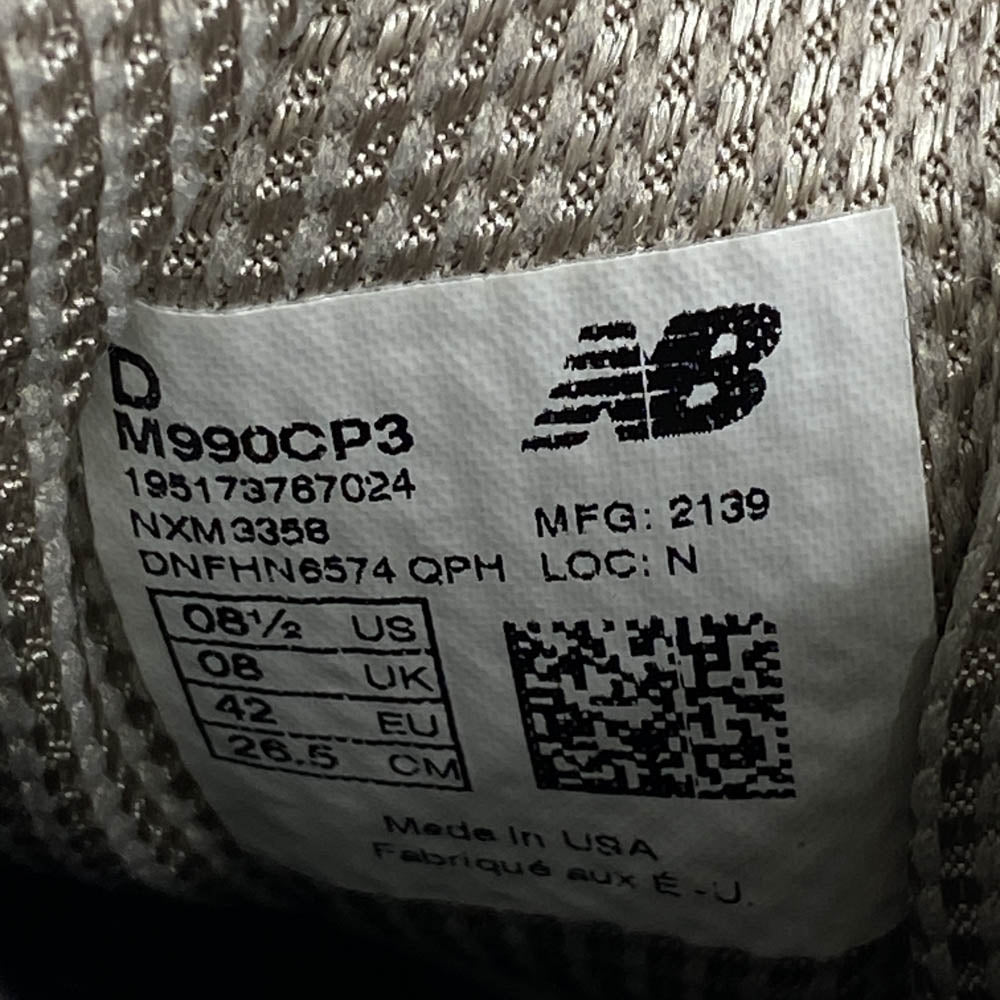 NB
D
M990CP3
195173767024
NXM3358
DNFHN6574 QPH
MFG: 2139
LOC: N
08½ US
08 UK
42 EU
26.5 CM
Made in USA
Fabriqué aux É-U.